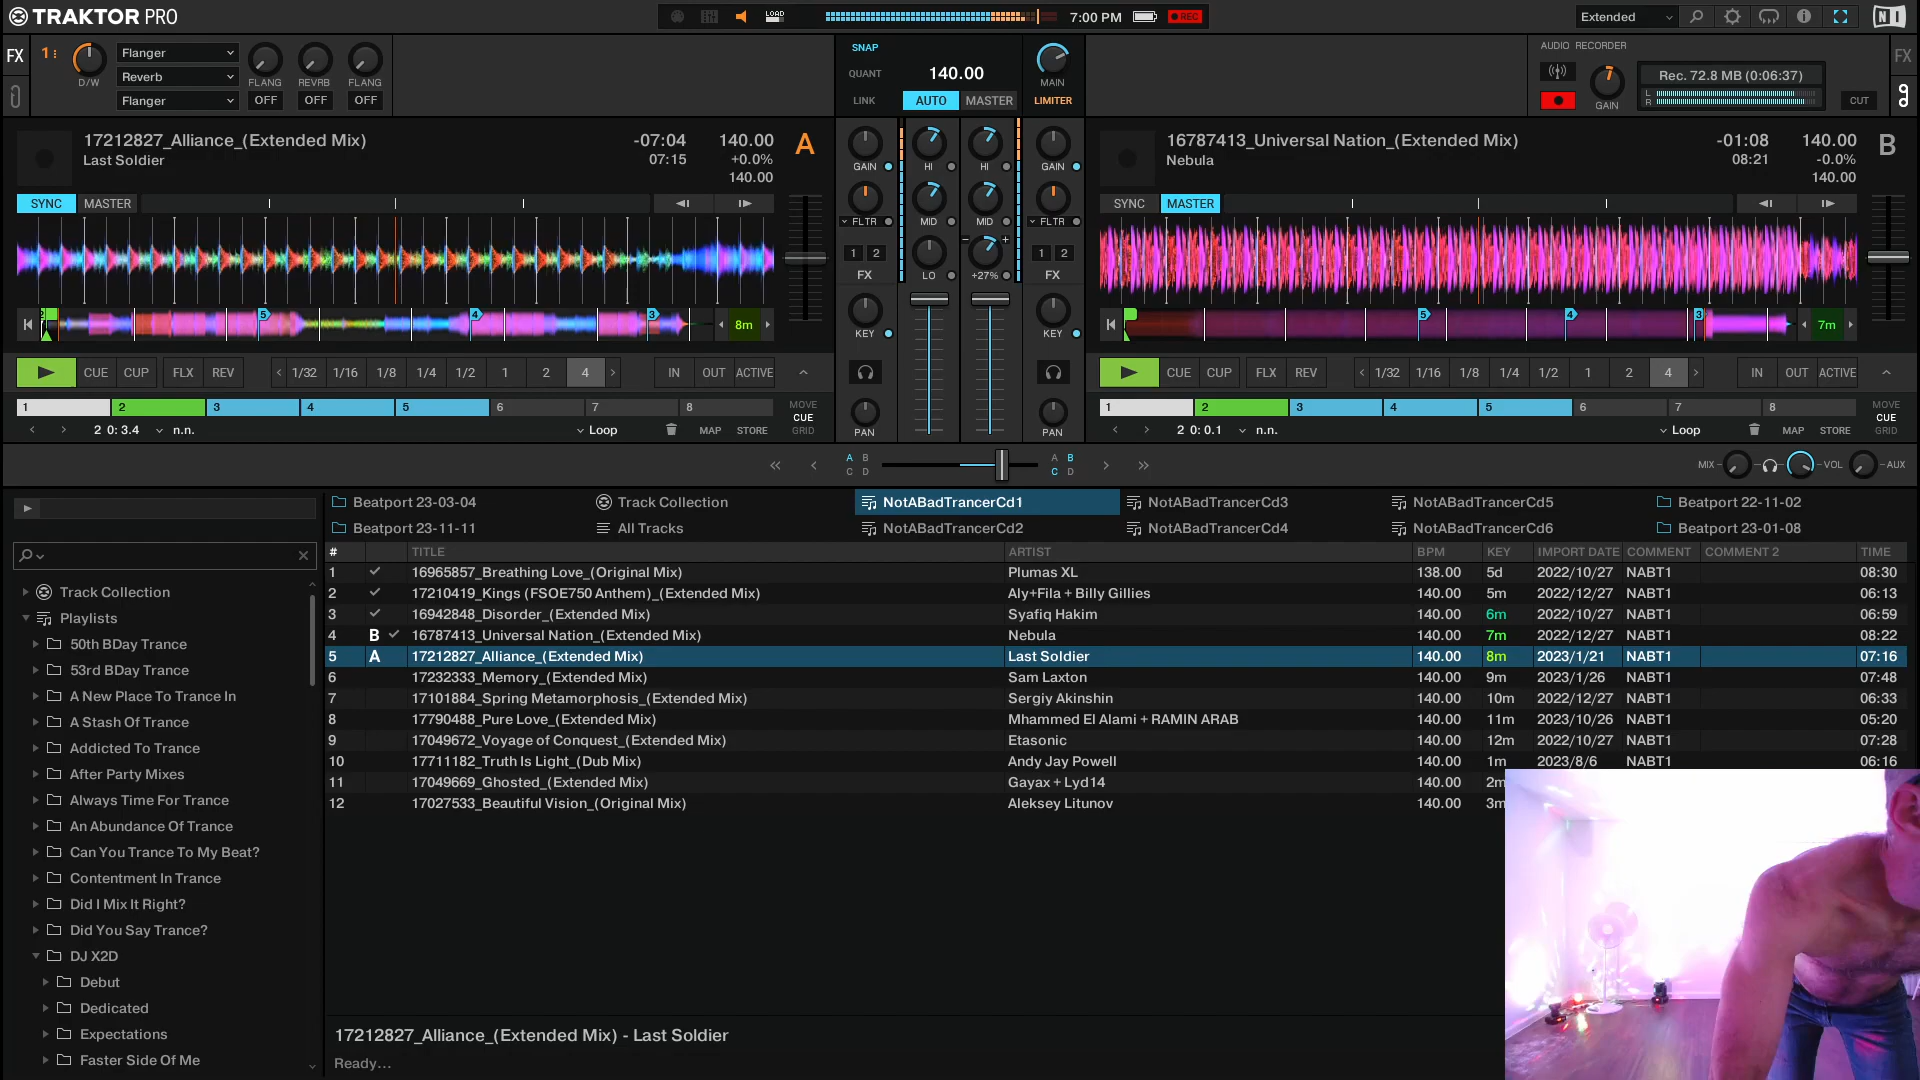 TRAKTOR PRO
LOAD
7:00 PM
REC
Extended
FX
1
D/W
Flanger
Reverb
Flanger
FLANG
REVRB
FLANG
OFF
OFF
OFF
SNAP
QUANT
LINK
140.00
AUTO
MASTER
MAIN
LIMITER
AUDIO RECORDER
GAIN
Rec. 72.8 MB (0:06:37)
L
R
CUT
FX
17212827_Alliance_(Extended Mix)
Last Soldier
-07:04
07:15
140.00
+0.0%
140.00
A
SYNC
MASTER
5
4
3
8m
CUE
CUP
FLX
REV
1/32
1/16
1/8
1/4
1/2
1
2
4
IN
OUT
ACTIVE
1
2
3
4
5
6
7
8
MOVE
CUE
GRID
2 0: 3.4
n.n.
Loop
MAP
STORE
GAIN
HI
HI
GAIN
FLTR
MID
MID
FLTR
1
2
FX
LO
+27%
1
2
FX
KEY
KEY
PAN
PAN
16787413_Universal Nation_(Extended Mix)
Nebula
-01:08
08:21
140.00
-0.0%
140.00
B
SYNC
MASTER
5
4
3
7m
CUE
CUP
FLX
REV
1/32
1/16
1/8
1/4
1/2
1
2
4
IN
OUT
ACTIVE
1
2
3
4
5
6
7
8
MOVE
CUE
GRID
2 0: 0.1
n.n.
Loop
MAP
STORE
A B
C D
A B
C D
MIX
VOL
AUX
Beatport 23-03-04
Track Collection
NotABadTrancerCd1
NotABadTrancerCd3
NotABadTrancerCd5
Beatport 22-11-02
Beatport 23-11-11
All Tracks
NotABadTrancerCd2
NotABadTrancerCd4
NotABadTrancerCd6
Beatport 23-01-08
Track Collection
Playlists
50th BDay Trance
53rd BDay Trance
A New Place To Trance In
A Stash Of Trance
Addicted To Trance
After Party Mixes
Always Time For Trance
An Abundance Of Trance
Can You Trance To My Beat?
Contentment In Trance
Did I Mix It Right?
Did You Say Trance?
DJ X2D
Debut
Dedicated
Expectations
Faster Side Of Me
# TITLE ARTIST BPM KEY IMPORT DATE COMMENT COMMENT 2 TIME
1 16965857_Breathing Love_(Original Mix) Plumas XL 138.00 5d 2022/10/27 NABT1 08:30
2 17210419_Kings (FSOE750 Anthem)_(Extended Mix) Aly+Fila + Billy Gillies 140.00 5m 2022/12/27 NABT1 06:13
3 16942848_Disorder_(Extended Mix) Syafiq Hakim 140.00 6m 2022/10/27 NABT1 06:59
4 B 16787413_Universal Nation_(Extended Mix) Nebula 140.00 7m 2022/12/27 NABT1 08:22
5 A 17212827_Alliance_(Extended Mix) Last Soldier 140.00 8m 2023/1/21 NABT1 07:16
6 17232333_Memory_(Extended Mix) Sam Laxton 140.00 9m 2023/1/26 NABT1 07:48
7 17101884_Spring Metamorphosis_(Extended Mix) Sergiy Akinshin 140.00 10m 2022/12/27 NABT1 06:33
8 17790488_Pure Love_(Extended Mix) Mhammed El Alami + RAMIN ARAB 140.00 11m 2023/10/26 NABT1 05:20
9 17049672_Voyage of Conquest_(Extended Mix) Etasonic 140.00 12m 2022/10/27 NABT1 07:28
10 17711182_Truth Is Light_(Dub Mix) Andy Jay Powell 140.00 1m 2023/8/6 NABT1 06:16
11 17049669_Ghosted_(Extended Mix) Gayax + Lyd14 140.00 2m
12 17027533_Beautiful Vision_(Original Mix) Aleksey Litunov 140.00 3m
17212827_Alliance_(Extended Mix) - Last Soldier
Ready...